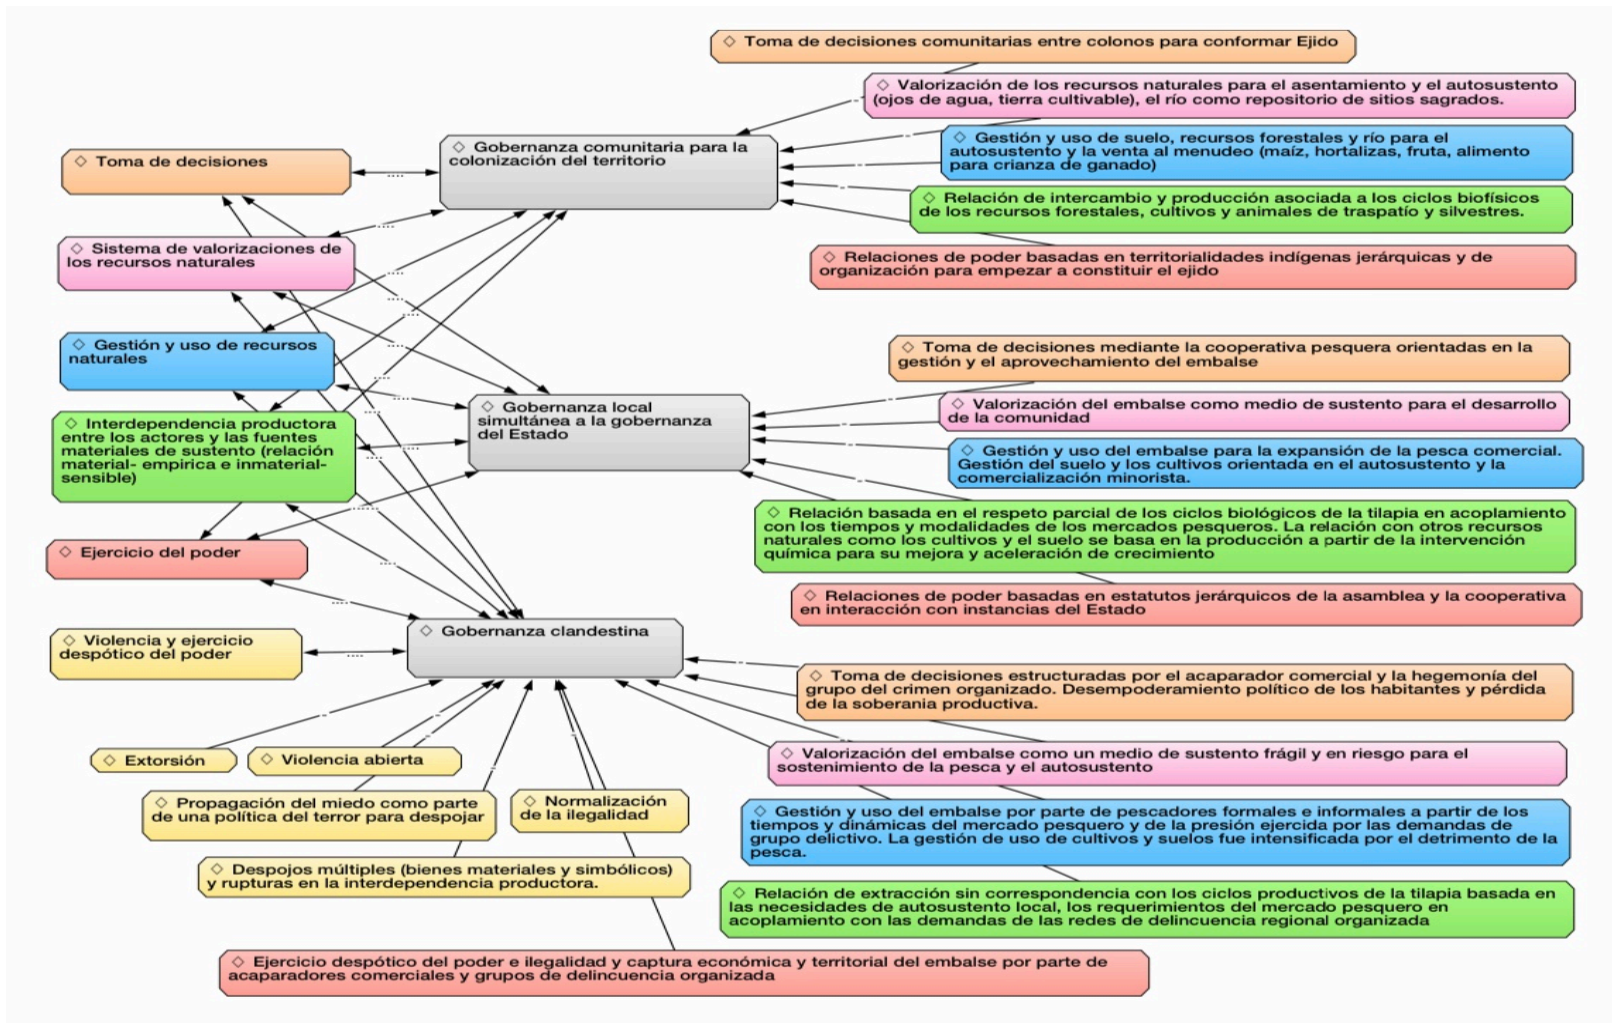 ◇ Toma de decisiones comunitarias entre colonos para conformar Ejido
◇ Valorización de los recursos naturales para el asentamiento y el autosustento
(ojos de agua, tierra cultivable), el río como repositorio de sitios sagrados.
◇ Gestión y uso de suelo, recursos forestales y río para el
autosustento y la venta al menudeo (maíz, hortalizas, fruta, alimento
para crianza de ganado)
◇ Relación de intercambio y producción asociada a los ciclos biofísicos
de los recursos forestales, cultivos y animales de traspatío y silvestres.
◇ Relaciones de poder basadas en territorialidades indígenas jerárquicas y de
organización para empezar a constituir el ejido
◇ Gobernanza comunitaria para la
colonización del territorio
◇ Toma de decisiones
◇ Sistema de valorizaciones de
los recursos naturales
◇ Gestión y uso de recursos
naturales
◇ Interdependencia productora
entre los actores y las fuentes
materiales de sustento (relación
material- empirica e inmaterial-
sensible)
◇ Ejercicio del poder
◇ Violencia y ejercicio
despótico del poder
◇ Gobernanza local
simultánea a la gobernanza
del Estado
◇ Toma de decisiones mediante la cooperativa pesquera orientadas en la
gestión y el aprovechamiento del embalse
◇ Valorización del embalse como medio de sustento para el desarrollo
de la comunidad
◇ Gestión y uso del embalse para la expansión de la pesca comercial.
Gestión del suelo y los cultivos orientada en el autosustento y la
comercialización minorista.
◇ Relación basada en el respeto parcial de los ciclos biológicos de la tilapia en acoplamiento
con los tiempos y modalidades de los mercados pesqueros. La relación con otros recursos
naturales como los cultivos y el suelo se basa en la producción a partir de la intervención
química para su mejora y aceleración de crecimiento
◇ Relaciones de poder basadas en estatutos jerárquicos de la asamblea y la cooperativa
en interacción con instancias del Estado
◇ Gobernanza clandestina
◇ Toma de decisiones estructuradas por el acaparador comercial y la hegemonía del
grupo del crimen organizado. Desempoderamiento político de los habitantes y pérdida
de la soberania productiva.
◇ Valorización del embalse como un medio de sustento frágil y en riesgo para el
sostenimiento de la pesca y el autosustento
◇ Gestión y uso del embalse por parte de pescadores formales e informales a partir de los
tiempos y dinámicas del mercado pesquero y de la presión ejercida por las demandas de
grupo delictivo. La gestión de uso de cultivos y suelos fue intensificada por el detrimento de la
pesca.
◇ Relación de extracción sin correspondencia con los ciclos productivos de la tilapia basada en
las necesidades de autosustento local, los requerimientos del mercado pesquero en
acoplamiento con las demandas de las redes de delincuencia regional organizada
◇ Extorsión
◇ Violencia abierta
◇ Propagación del miedo como parte
de una política del terror para despojar
◇ Normalización
de la ilegalidad
◇ Despojos múltiples (bienes materiales y simbólicos)
y rupturas en la interdependencia productora.
◇ Ejercicio despótico del poder e ilegalidad y captura económica y territorial del embalse por parte de
acaparadores comerciales y grupos de delincuencia organizada